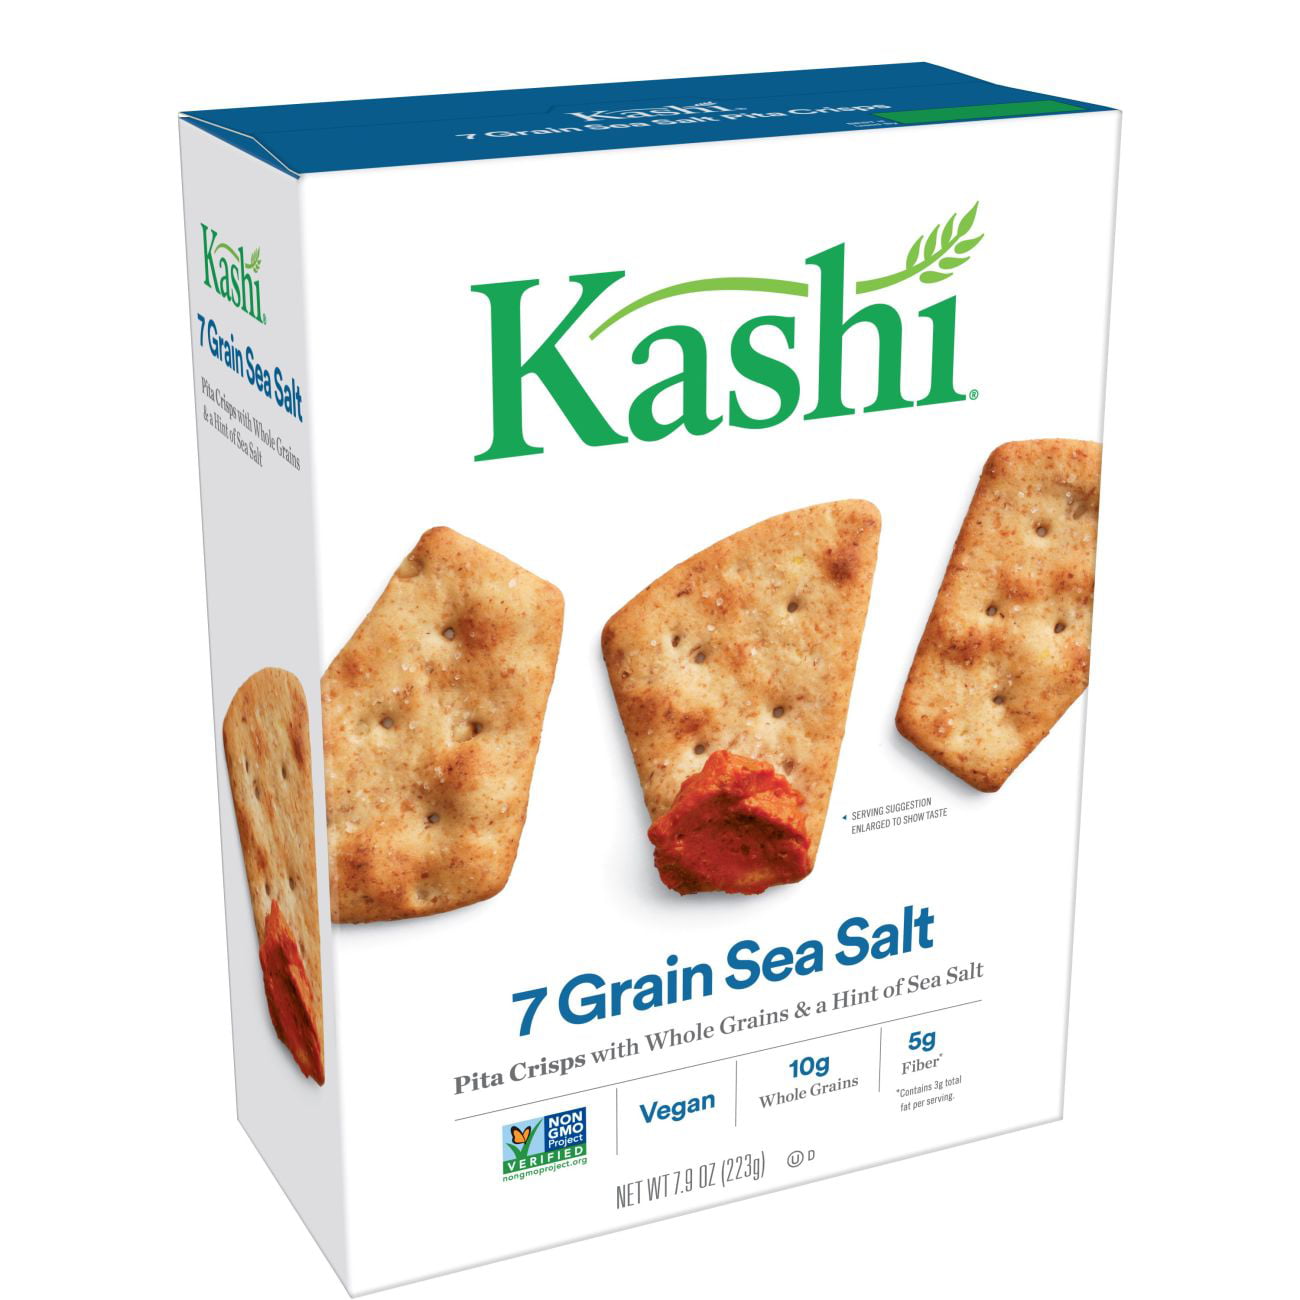 Kashi
7 Grain Sea Salt Pita Crisps
Kashi®
7 Grain Sea Salt
Pita Crisps with Whole Grains
& a Hint of Sea Salt
Kashi®
◂ SERVING SUGGESTION
ENLARGED TO SHOW TASTE
7 Grain Sea Salt
Pita Crisps with Whole Grains & a Hint of Sea Salt
NON
GMO
Project
VERIFIED
nongmoproject.org
Vegan
10g
Whole Grains
5g
Fiber*
*Contains 3g total
fat per serving.
NET WT 7.9 OZ (223g)
Ⓤ D